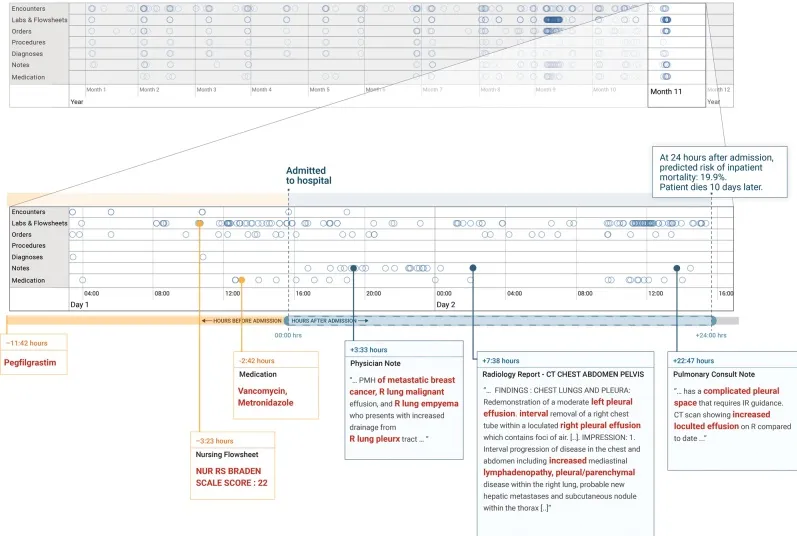 Encounters
Labs & Flowsheets
Orders
Procedures
Diagnoses
Notes
Medication
Month 1
Month 2
Month 3
Month 4
Month 5
Month 6
Month 7
Month 8
Month 9
Month 10
Month 11
Month 12
Year
Year
Admitted
to hospital
At 24 hours after admission,
predicted risk of inpatient
mortality: 19.9%.
Patient dies 10 days later.
Encounters
Labs & Flowsheets
Orders
Procedures
Diagnoses
Notes
Medication
04:00
08:00
12:00
16:00
20:00
00:00
04:00
08:00
12:00
16:00
Day 1
Day 2
HOURS BEFORE ADMISSION
HOURS AFTER ADMISSION
00:00 hrs
+24:00 hrs
−11:42 hours
Pegfilgrastim
−3:23 hours
Nursing Flowsheet
NUR RS BRADEN
SCALE SCORE : 22
-2:42 hours
Medication
Vancomycin,
Metronidazole
+3:33 hours
Physician Note
“... PMH of metastatic breast
cancer, R lung malignant
effusion, and R lung empyema
who presents with increased
drainage from
R lung pleurx tract ... ”
+7:38 hours
Radiology Report - CT CHEST ABDOMEN PELVIS
“... FINDINGS : CHEST LUNGS AND PLEURA:
Redemonstration of a moderate left pleural
effusion. interval removal of a right chest
tube within a loculated right pleural effusion
which contains foci of air. [..]. IMPRESSION: 1.
Interval progression of disease in the chest and
abdomen including increased mediastinal
lymphadenopathy, pleural/parenchymal
disease within the right lung, probable new
hepatic metastases and subcutaneous nodule
within the thorax [..]”
+22:47 hours
Pulmonary Consult Note
“... has a complicated pleural
space that requires IR guidance.
CT scan showing increased
loculted effusion on R compared
to date ...”